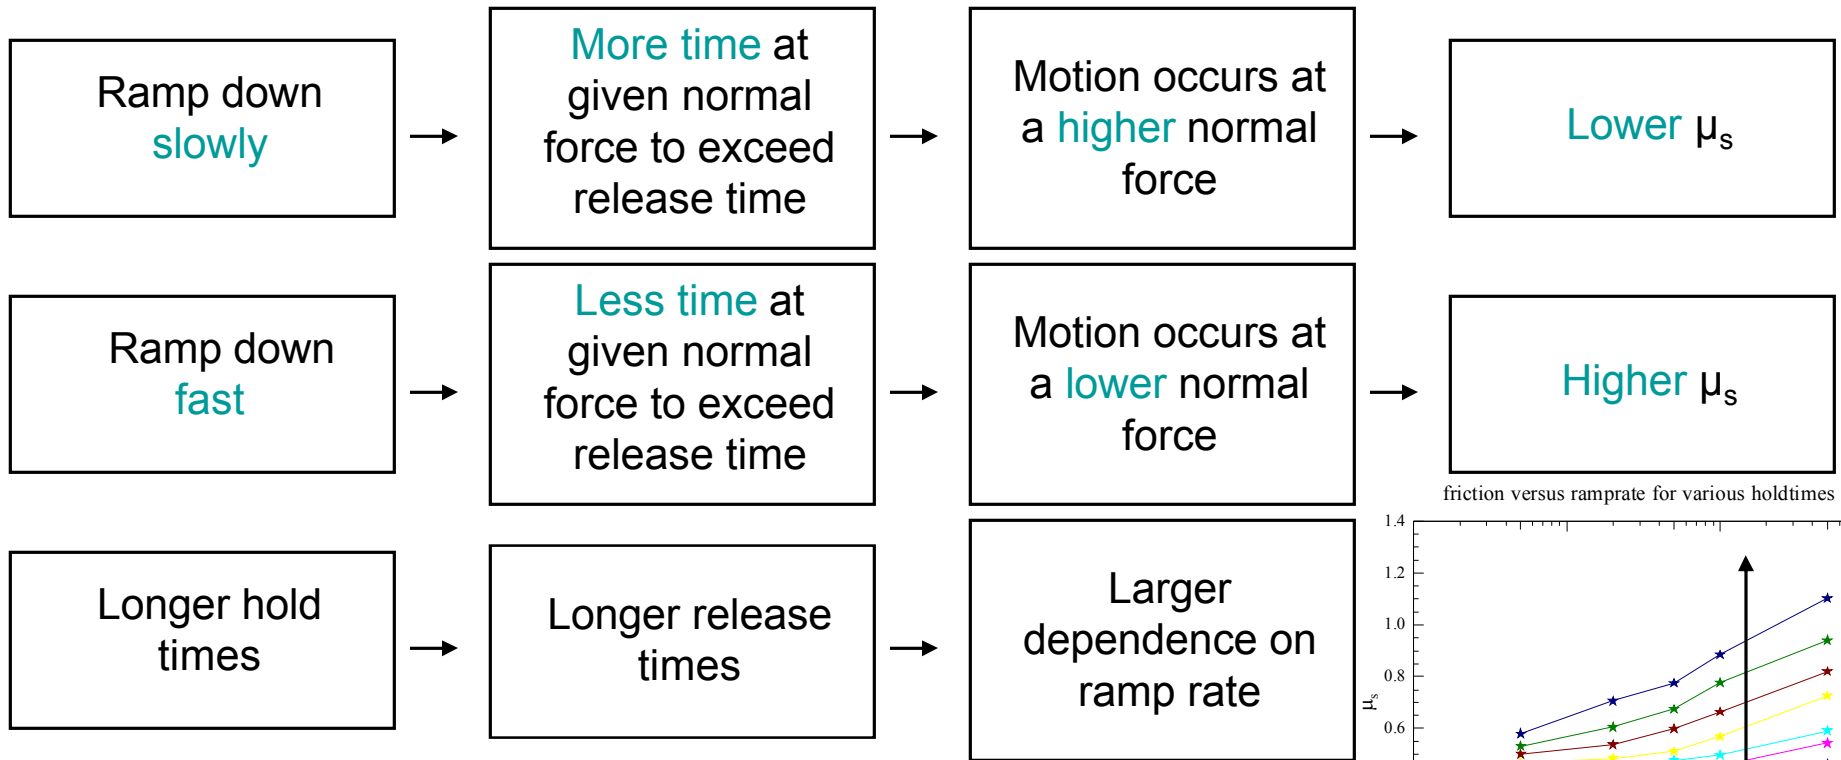 Ramp down
slowly
More time at
given normal
force to exceed
release time
Motion occurs at
a higher normal
force
Lower μs
Ramp down
fast
Less time at
given normal
force to exceed
release time
Motion occurs at
a lower normal
force
Higher μs
Longer hold
times
Longer release
times
Larger
dependence on
ramp rate
friction versus ramprate for various holdtimes
1.4
1.2
1.0
0.8
0.6
μs